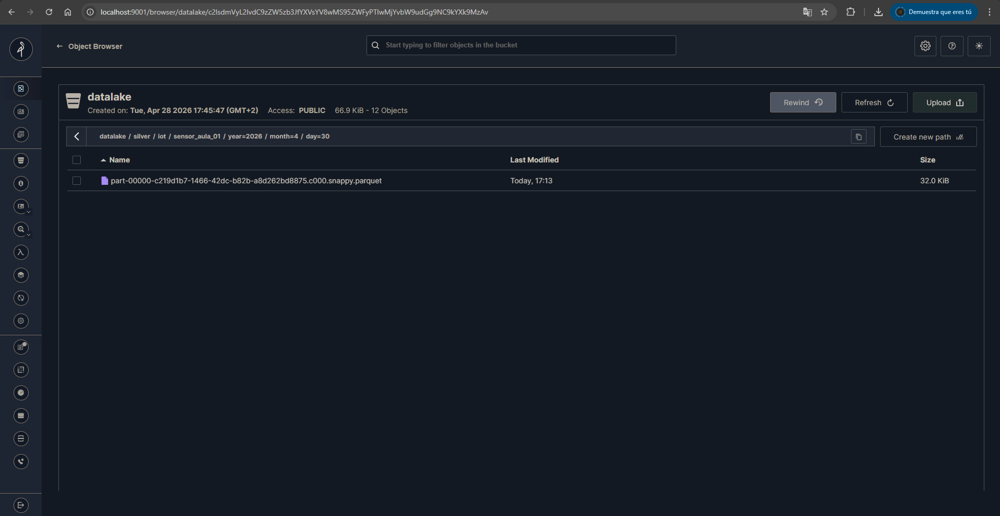 localhost:9001/browser/datalake/c2lsdmVyL2lvdC9zZW5zb3JfYXVsYV8wMS95ZWFyPTIwMjYvbW9udGg9NC9kYXk9MzAv
Demuestra que eres tú
Object Browser
Start typing to filter objects in the bucket
datalake
Created on: Tue, Apr 28 2026 17:45:47 (GMT+2) Access: PUBLIC 66.9 KiB - 12 Objects
Rewind
Refresh
Upload
datalake / silver / iot / sensor_aula_01 / year=2026 / month=4 / day=30
Create new path
Name Last Modified Size
part-00000-c219d1b7-1466-42dc-b82b-a8d262bd8875.c000.snappy.parquet Today, 17:13 32.0 KiB